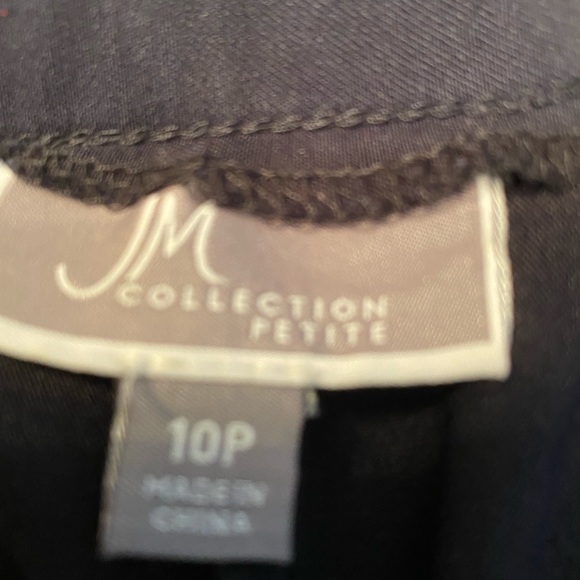 JM
COLLECTION
PETITE
10P
MADE IN
CHINA